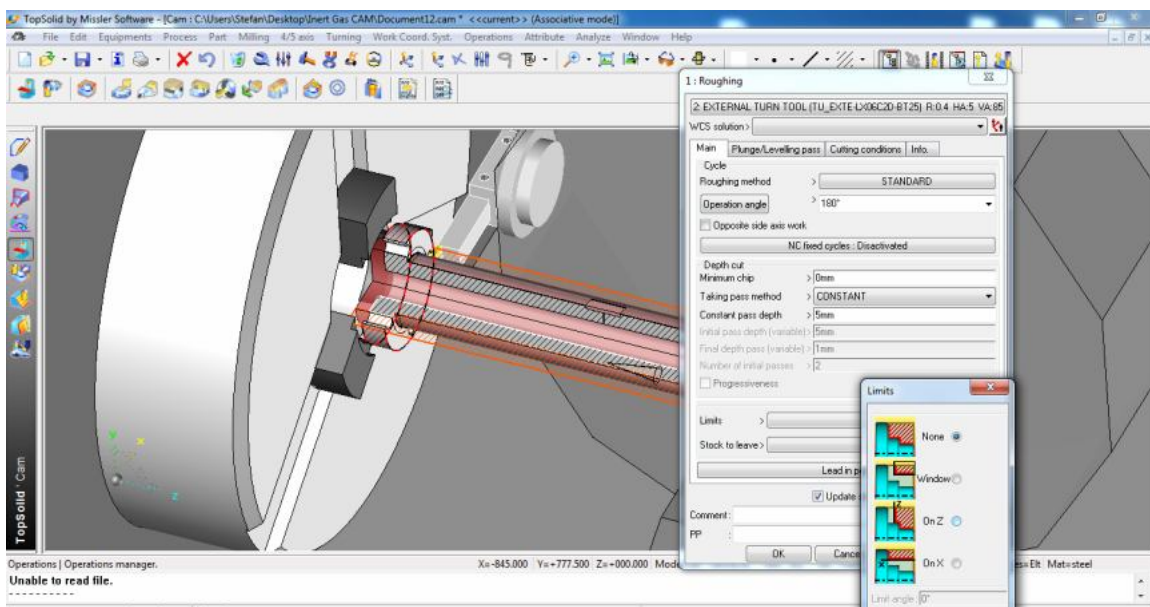 TopSolid by Missler Software - [Cam : C:\Users\Stefan\Desktop\Inert Gas CAM\Document12.cam * <<current>> (Associative mode)]
File Edit Equipments Process Part Milling 4/5 axis Turning Work Coord. Syst. Operations Attribute Analyze Window Help
1 : Roughing
2: EXTERNAL TURN TOOL (TU_EXTE-LX06C2D-BT25) R:0.4 HA:5 VA:85
WCS solution >
Main Plunge/Levelling pass Cutting conditions Info.
Cycle
Roughing method > STANDARD
Operation angle > 180°
Opposite side axis work
NC fixed cycles : Disactivated
Depth cut
Minimum chip > 0mm
Taking pass method > CONSTANT
Constant pass depth > 5mm
Initial pass depth (variable) > 5mm
Final depth pass (variable) > 1mm
Number of initial passes > 2
Progressiveness
Limits >
Stock to leave >
Lead in p
Update
Comment:
PP :
OK Cance
Limits
None
Window
Z
On Z
X
On X
Limit angle : 0°
y
x
z
TopSolid'Cam
Operations | Operations manager.
X=-845.000 Y=+777.500 Z=+000.000 Mode
es=Elt Mat=steel
Unable to read file.
----------